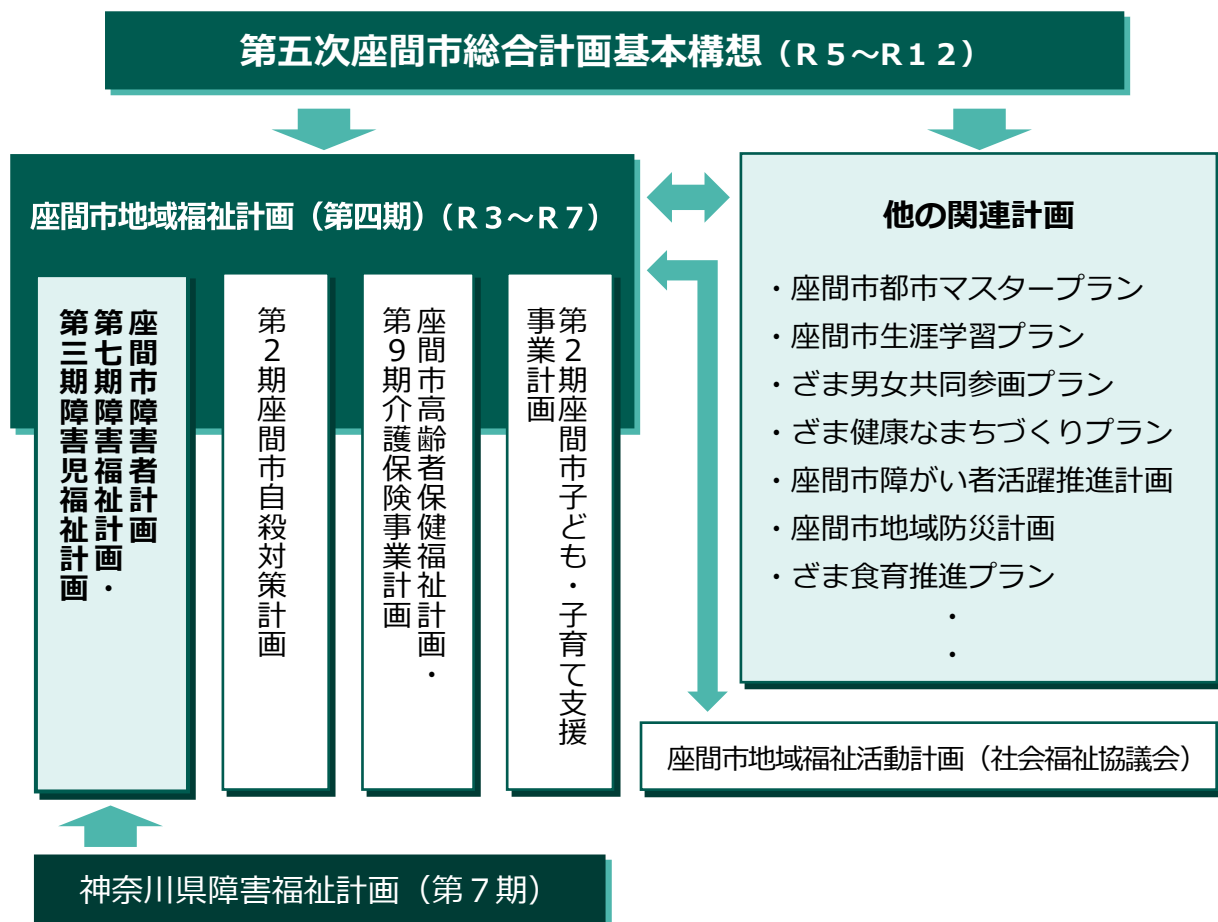 第五次座間市総合計画基本構想（R５～R１２）
座間市地域福祉計画（第四期）（R３～R７）
座間市障害者計画
第七期障害福祉計画・
第三期障害児福祉計画
第２期座間市自殺対策計画
座間市高齢者保健福祉計画・
第９期介護保険事業計画
第２期座間市子ども・子育て支援
事業計画
他の関連計画
・座間市都市マスタープラン
・座間市生涯学習プラン
・ざま男女共同参画プラン
・ざま健康なまちづくりプラン
・座間市障がい者活躍推進計画
・座間市地域防災計画
・ざま食育推進プラン
・
・
座間市地域福祉活動計画（社会福祉協議会）
神奈川県障害福祉計画（第７期）